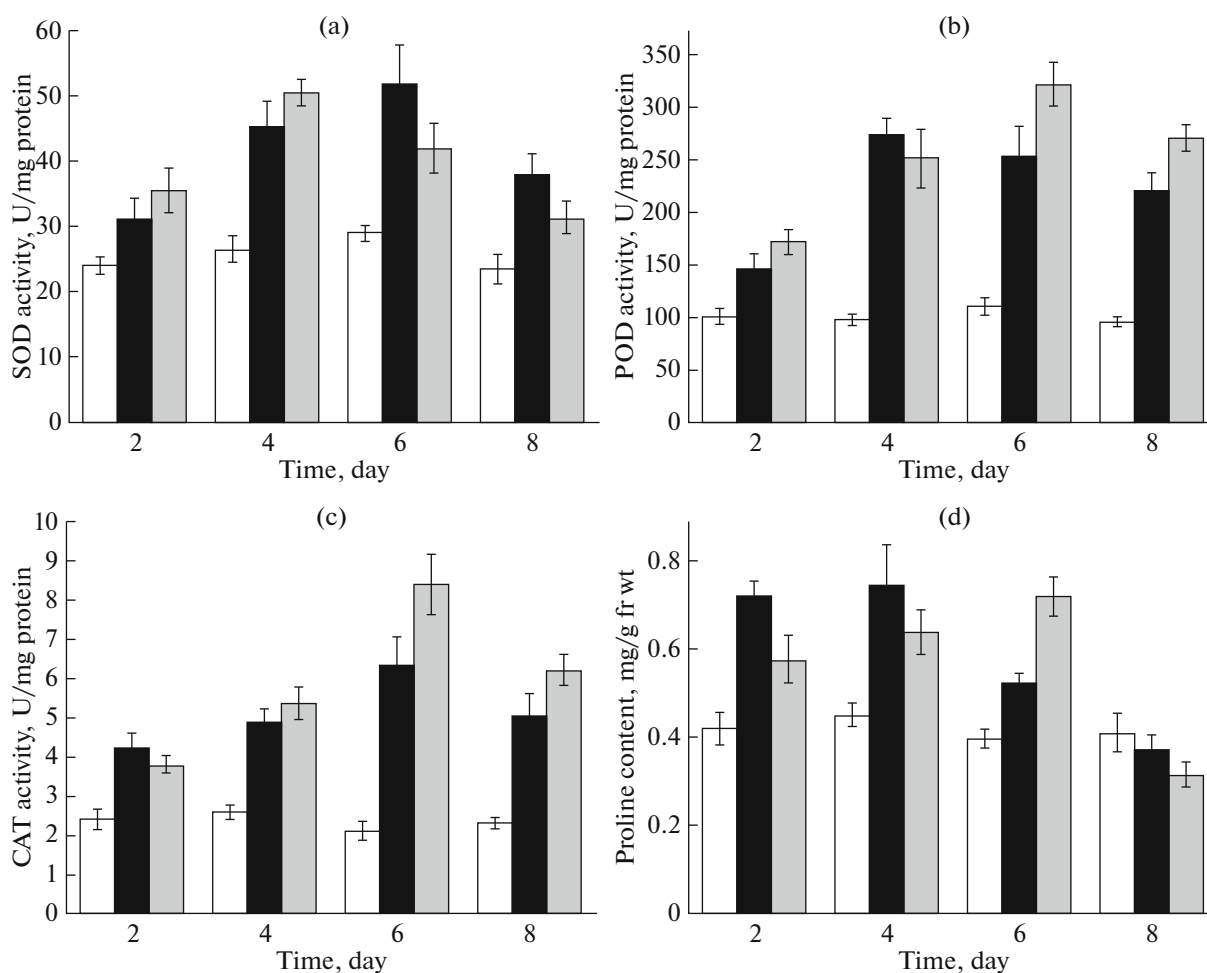 (a)
SOD activity, U/mg protein
60
50
40
30
20
10
0
2 4 6 8
Time, day
(b)
POD activity, U/mg protein
350
300
250
200
150
100
50
0
2 4 6 8
Time, day
(c)
CAT activity, U/mg protein
10
9
8
7
6
5
4
3
2
1
0
2 4 6 8
Time, day
(d)
Proline content, mg/g fr wt
0.8
0.6
0.4
0.2
0
2 4 6 8
Time, day